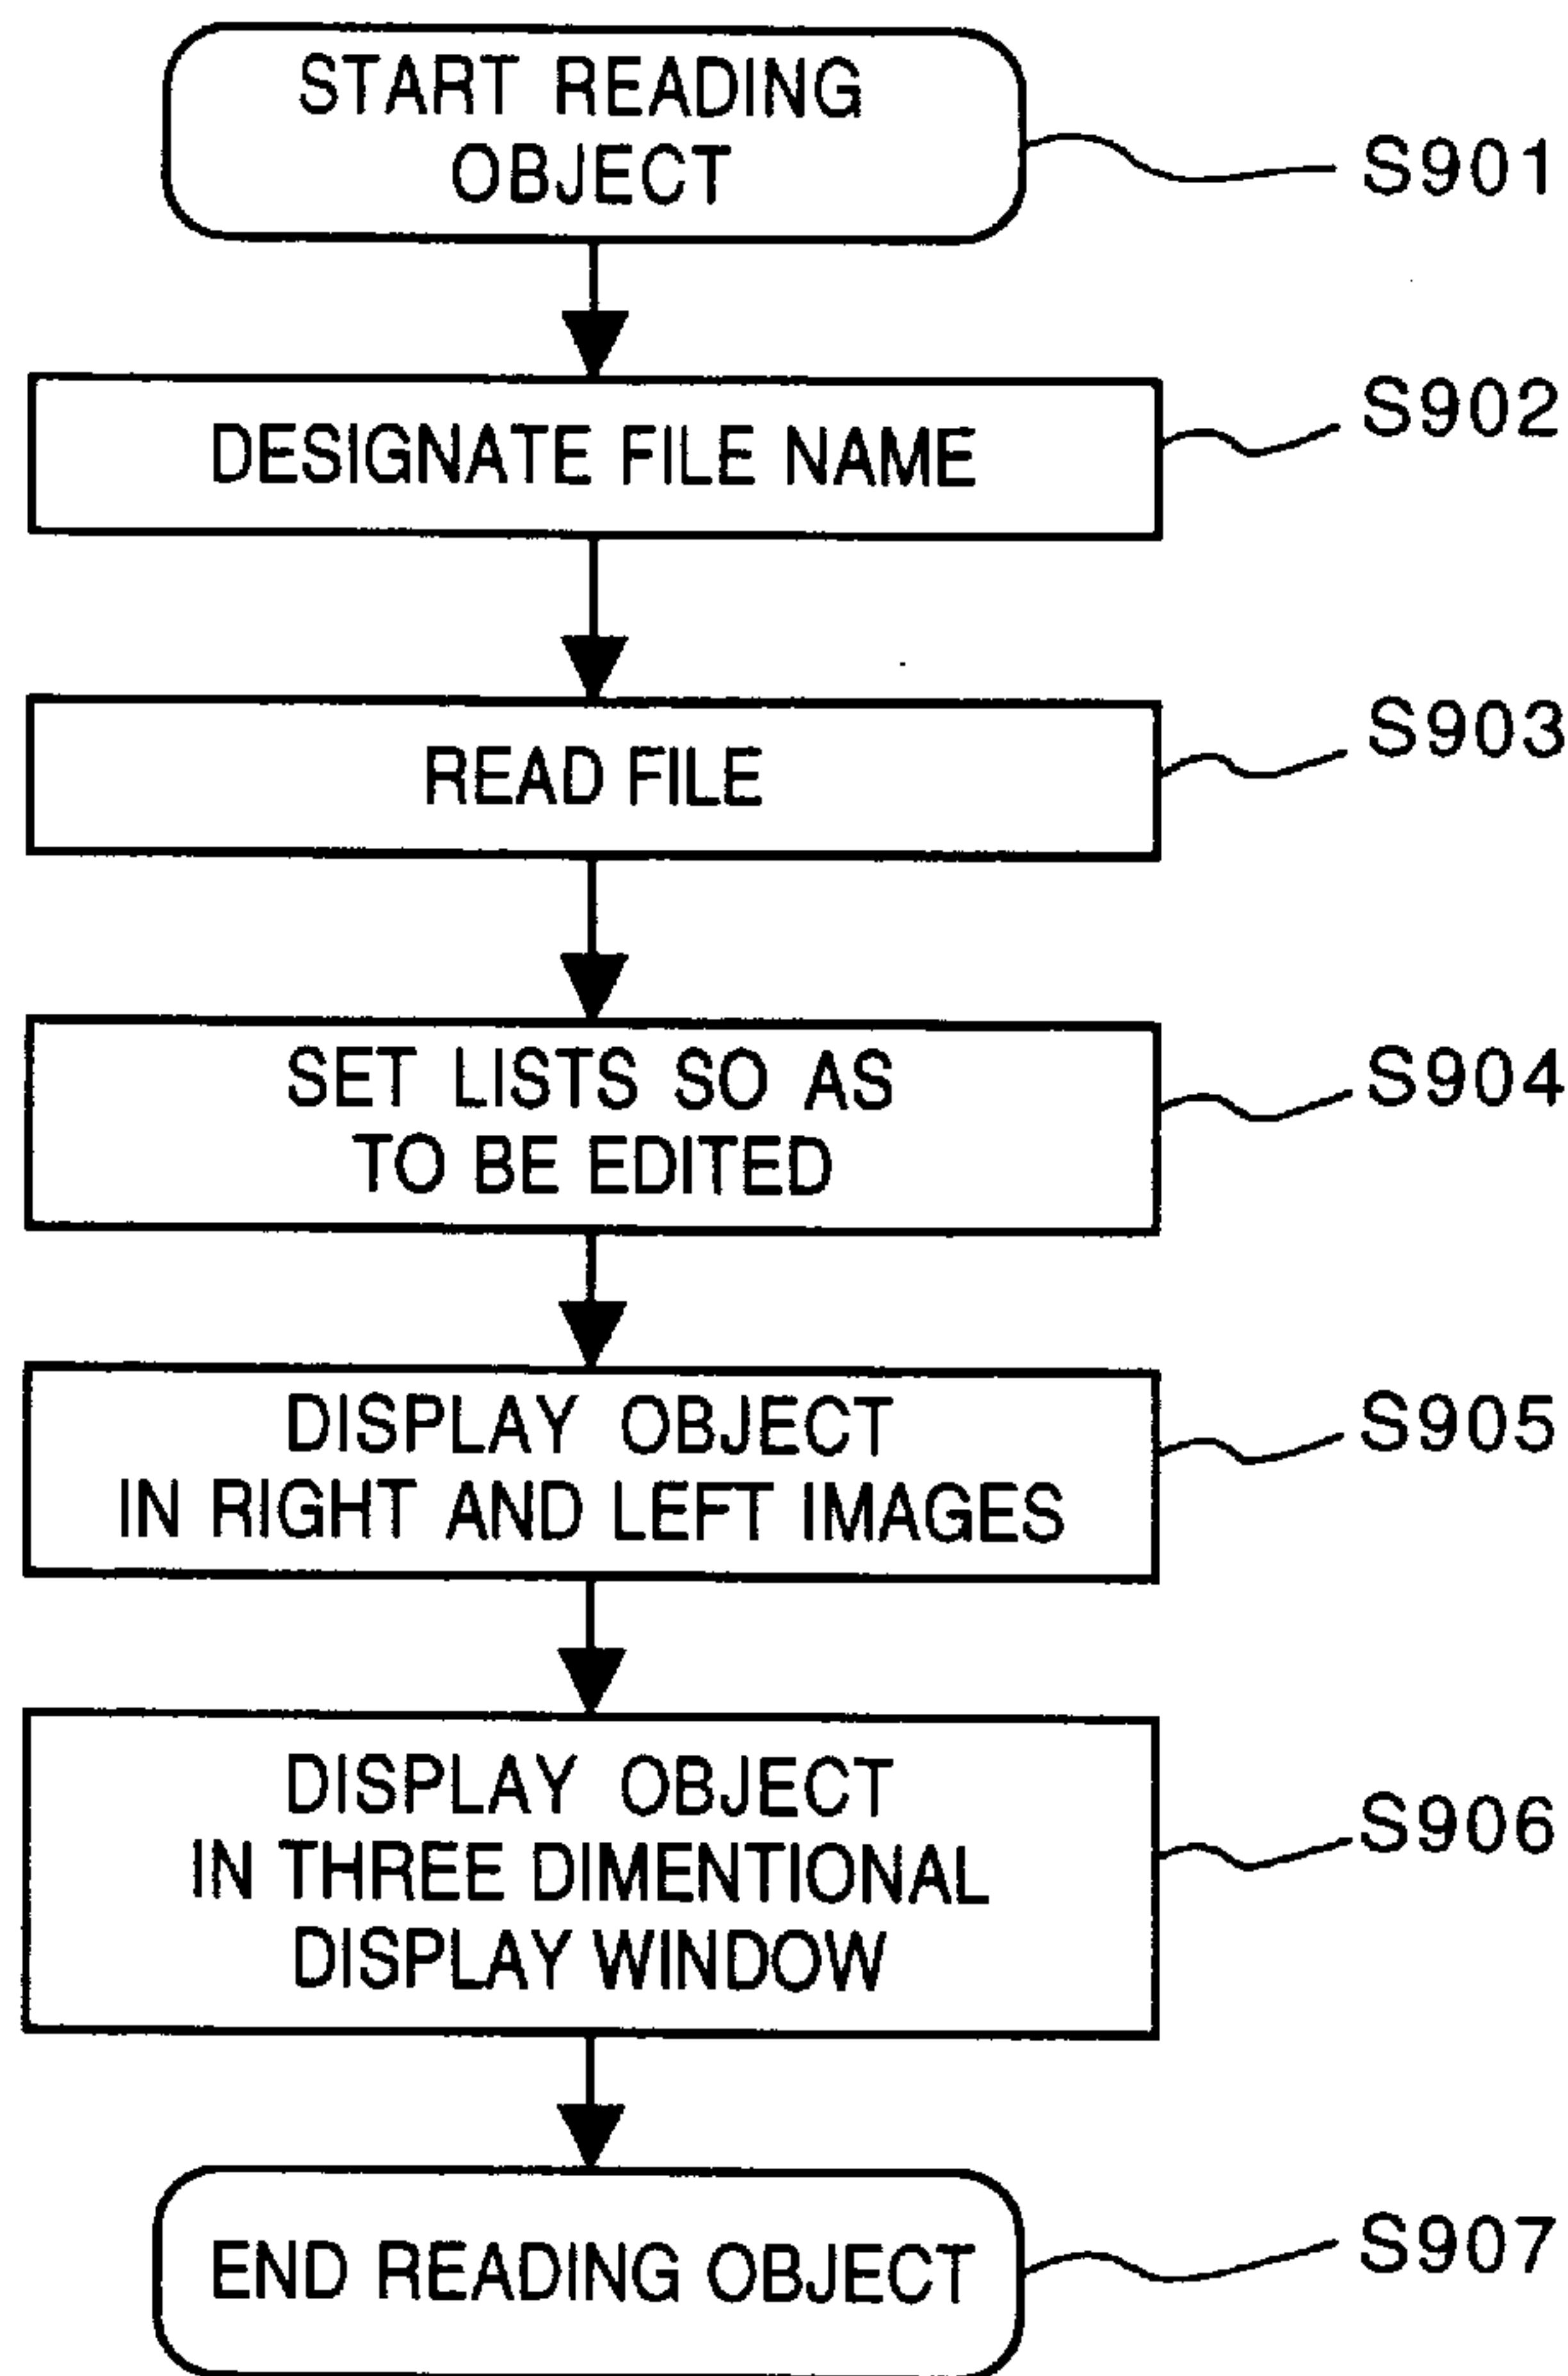 START READING
OBJECT
S901
DESIGNATE FILE NAME
S902
READ FILE
S903
SET LISTS SO AS
TO BE EDITED
S904
DISPLAY OBJECT
IN RIGHT AND LEFT IMAGES
S905
DISPLAY OBJECT
IN THREE DIMENTIONAL
DISPLAY WINDOW
S906
END READING OBJECT
S907